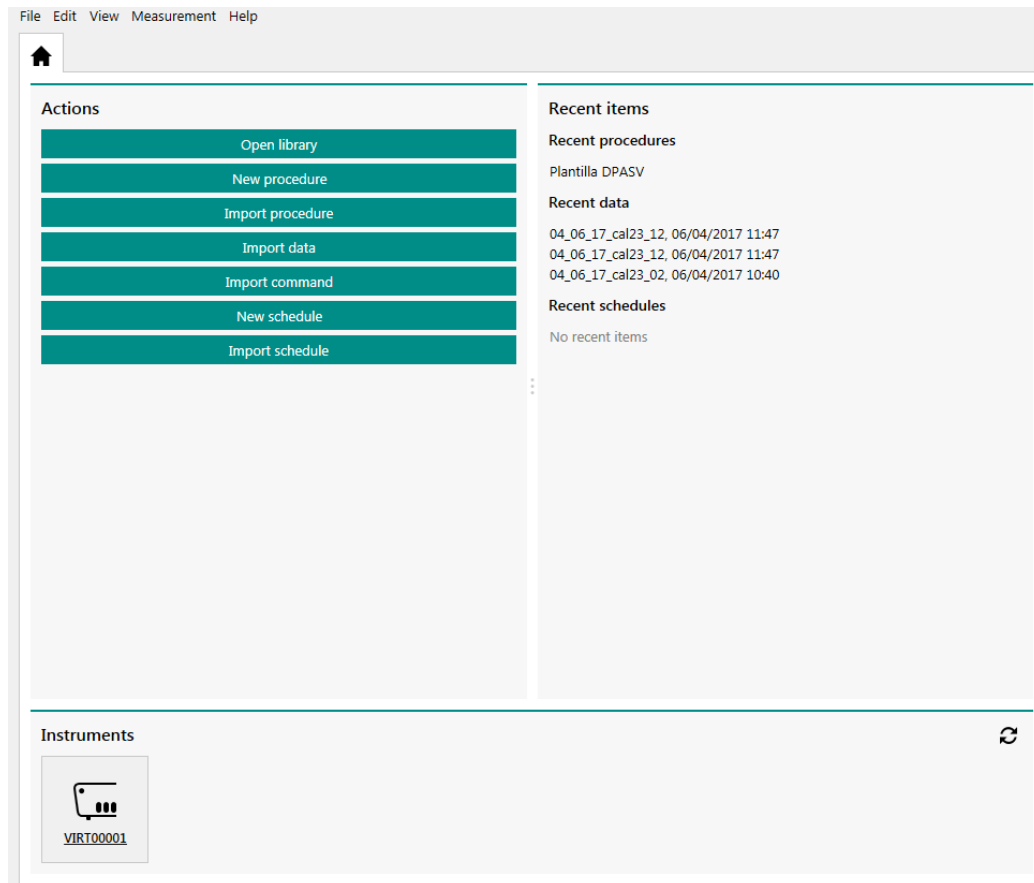 File Edit View Measurement Help
Actions
Open library
New procedure
Import procedure
Import data
Import command
New schedule
Import schedule
Recent items
Recent procedures
Plantilla DPASV
Recent data
04_06_17_cal23_12, 06/04/2017 11:47
04_06_17_cal23_12, 06/04/2017 11:47
04_06_17_cal23_02, 06/04/2017 10:40
Recent schedules
No recent items
Instruments
VIRT00001